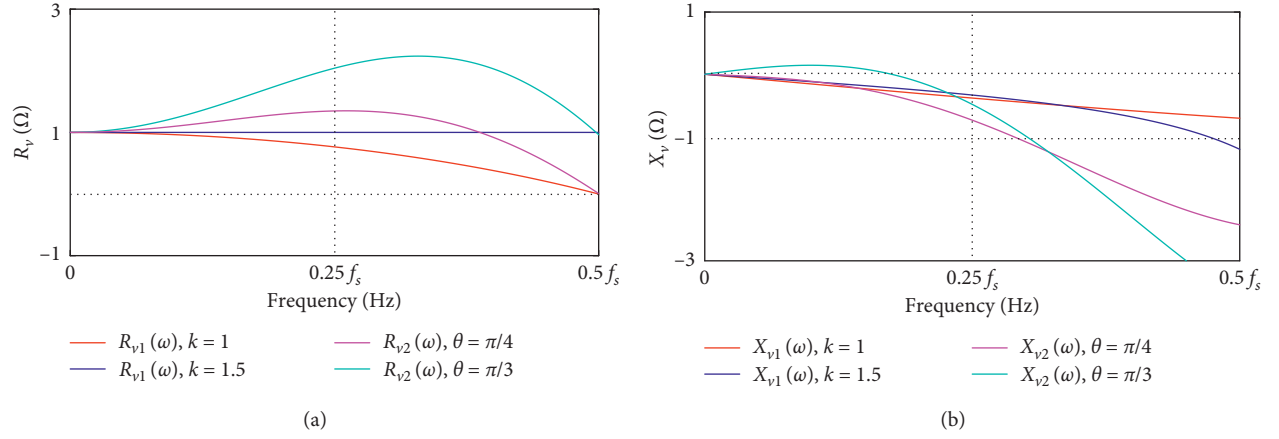 3
1
−1
R_v (Ω)
0
0.25 f_s
0.5 f_s
Frequency (Hz)
R_v1 (ω), k = 1
R_v1 (ω), k = 1.5
R_v2 (ω), θ = π/4
R_v2 (ω), θ = π/3
(a)
1
0
−1
−3
X_v (Ω)
0
0.25 f_s
0.5 f_s
Frequency (Hz)
X_v1 (ω), k = 1
X_v1 (ω), k = 1.5
X_v2 (ω), θ = π/4
X_v2 (ω), θ = π/3
(b)